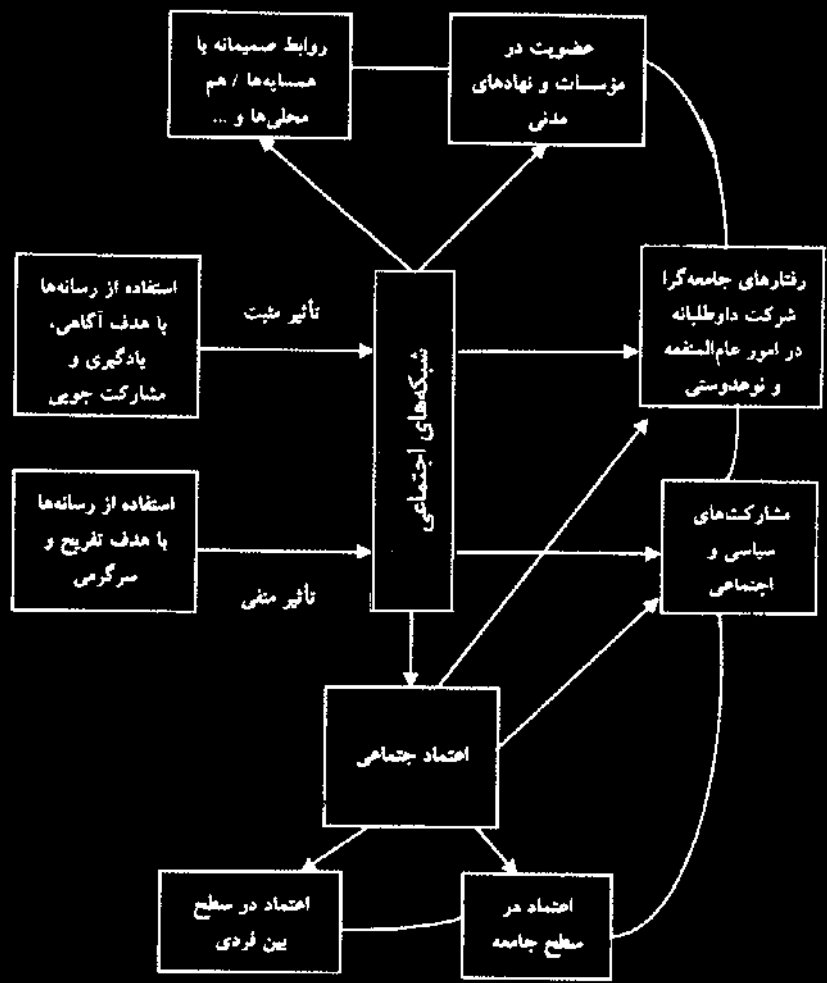 عضویت در
مؤسسات و نهادهای
مدنی
روابط صمیمانه با
همسایه‌ها / هم
محلی‌ها و ...
رفتارهای جامعه‌گرا
شرکت داوطلبانه
در امور عام‌المنفعه
و نوعدوستی
شبکه‌های اجتماعی
تأثیر مثبت
استفاده از رسانه‌ها
با هدف آگاهی،
یادگیری و
مشارکت جویی
مشارکت‌های
سیاسی و
اجتماعی
تأثیر منفی
استفاده از رسانه‌ها
با هدف تفریح و
سرگرمی
اعتماد جتماعی
اعتماد در
سطح جامعه
اعتماد در سطح
بین فردی